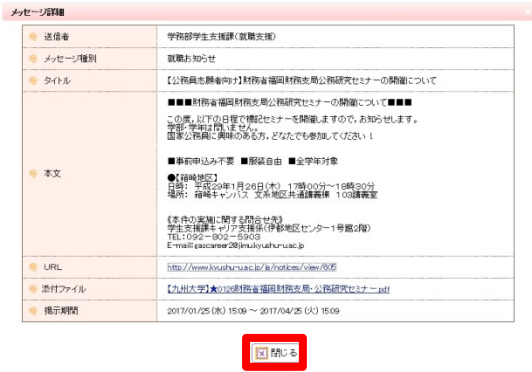 メッセージ詳細
送信者 学務部学生支援課(就職支援)
メッセージ種別 就職お知らせ
タイトル 【公務員志願者向け】財務省福岡財務支局公務研究セミナーの開催について
本文
■■■財務省福岡財務支局公務研究セミナーの開催について■■■
この度,以下の日程で標記セミナーを開催しますので,お知らせします。
学部・学年は問いません。
国家公務員に興味のある方,どなたでも参加してください!
■事前申込み不要 ■服装自由 ■全学年対象
●【箱崎地区】
日時: 平成29年1月26日(木) 17時00分~18時30分
場所: 箱崎キャンパス 文系地区共通講義棟 103講義室
《本件の実施に関する問合せ先》
学生支援課キャリア支援係(伊都地区センター1号館2階)
TEL:092-802-5903
E-mail:gascareer2@jimu.kyushu-u.ac.jp
URL http://www.kyushu-u.ac.jp/ja/notices/view/605
添付ファイル 【九州大学】★0126財務省福岡財務支局・公務研究セミナー.pdf
掲示期間 2017/01/25(水) 15:09 ~ 2017/04/25(火) 15:09
閉じる